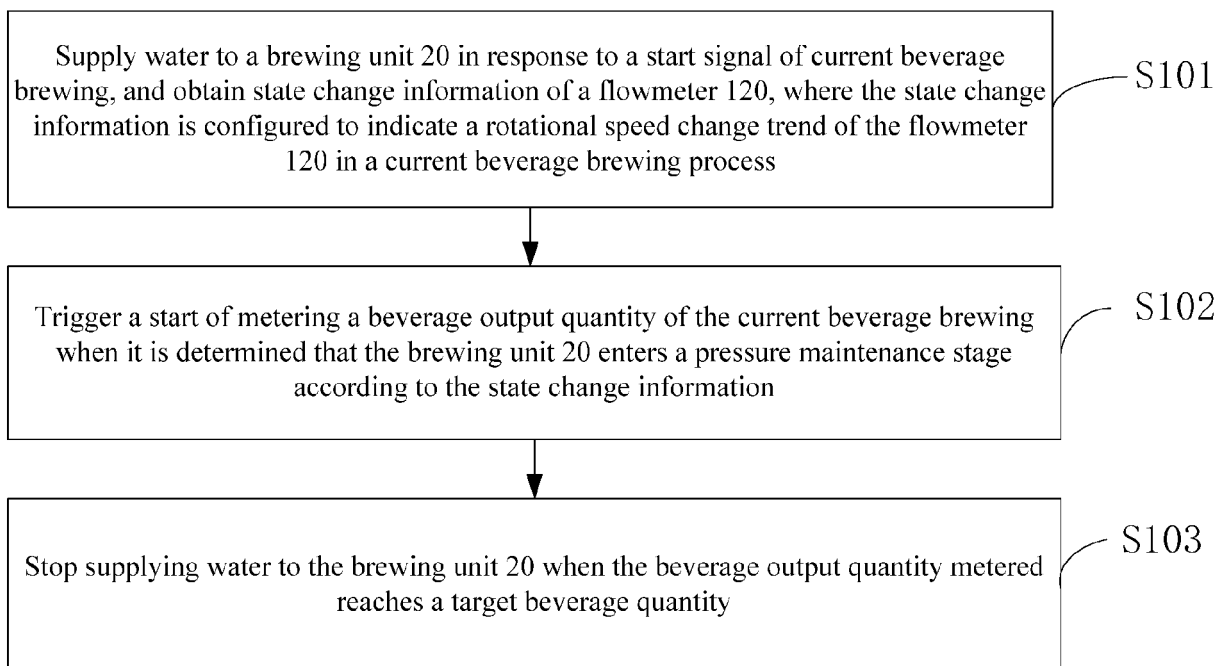 Supply water to a brewing unit 20 in response to a start signal of current beverage
brewing, and obtain state change information of a flowmeter 120, where the state change
information is configured to indicate a rotational speed change trend of the flowmeter
120 in a current beverage brewing process
S101
Trigger a start of metering a beverage output quantity of the current beverage brewing
when it is determined that the brewing unit 20 enters a pressure maintenance stage
according to the state change information
S102
Stop supplying water to the brewing unit 20 when the beverage output quantity metered
reaches a target beverage quantity
S103